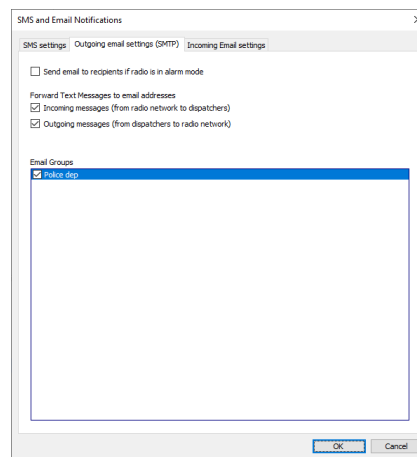 SMS and Email Notifications
SMS settings Outgoing email settings (SMTP) Incoming Email settings
Send email to recipients if radio is in alarm mode
Forward Text Messages to email addresses
Incoming messages (from radio network to dispatchers)
Outgoing messages (from dispatchers to radio network)
Email Groups
Police dep
OK Cancel